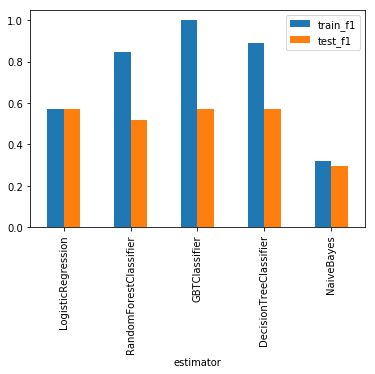 1.0
0.8
0.6
0.4
0.2
0.0
train_f1
test_f1
LogisticRegression
RandomForestClassifier
GBTClassifier
DecisionTreeClassifier
NaiveBayes
estimator